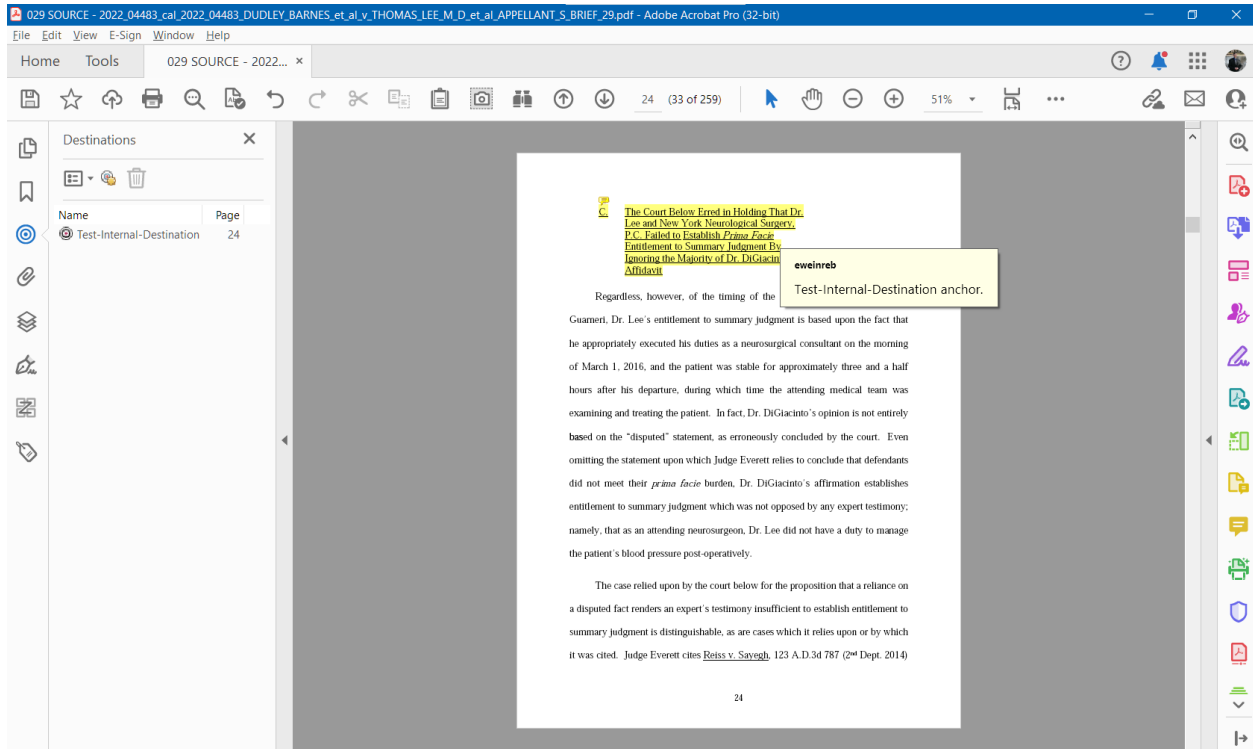 029 SOURCE - 2022_04483_cal_2022_04483_DUDLEY_BARNES_et_al_v_THOMAS_LEE_M_D_et_al_APPELLANT_S_BRIEF_29.pdf - Adobe Acrobat Pro (32-bit)
File Edit View E-Sign Window Help
Home Tools 029 SOURCE - 2022... ×
24 (33 of 259) 51%
Destinations
Name Page
Test-Internal-Destination 24
C. The Court Below Erred in Holding That Dr.
Lee and New York Neurological Surgery,
P.C. Failed to Establish Prima Facie
Entitlement to Summary Judgment By
Ignoring the Majority of Dr. DiGiacin
Affidavit
eweinreb
Test-Internal-Destination anchor.
Regardless, however, of the timing of the
Guarneri, Dr. Lee's entitlement to summary judgment is based upon the fact that
he appropriately executed his duties as a neurosurgical consultant on the morning
of March 1, 2016, and the patient was stable for approximately three and a half
hours after his departure, during which time the attending medical team was
examining and treating the patient. In fact, Dr. DiGiacinto's opinion is not entirely
based on the "disputed" statement, as erroneously concluded by the court. Even
omitting the statement upon which Judge Everett relies to conclude that defendants
did not meet their prima facie burden, Dr. DiGiacinto's affirmation establishes
entitlement to summary judgment which was not opposed by any expert testimony;
namely, that as an attending neurosurgeon, Dr. Lee did not have a duty to manage
the patient's blood pressure post-operatively.
The case relied upon by the court below for the proposition that a reliance on
a disputed fact renders an expert's testimony insufficient to establish entitlement to
summary judgment is distinguishable, as are cases which it relies upon or by which
it was cited. Judge Everett cites Reiss v. Sayegh, 123 A.D.3d 787 (2nd Dept. 2014)
24